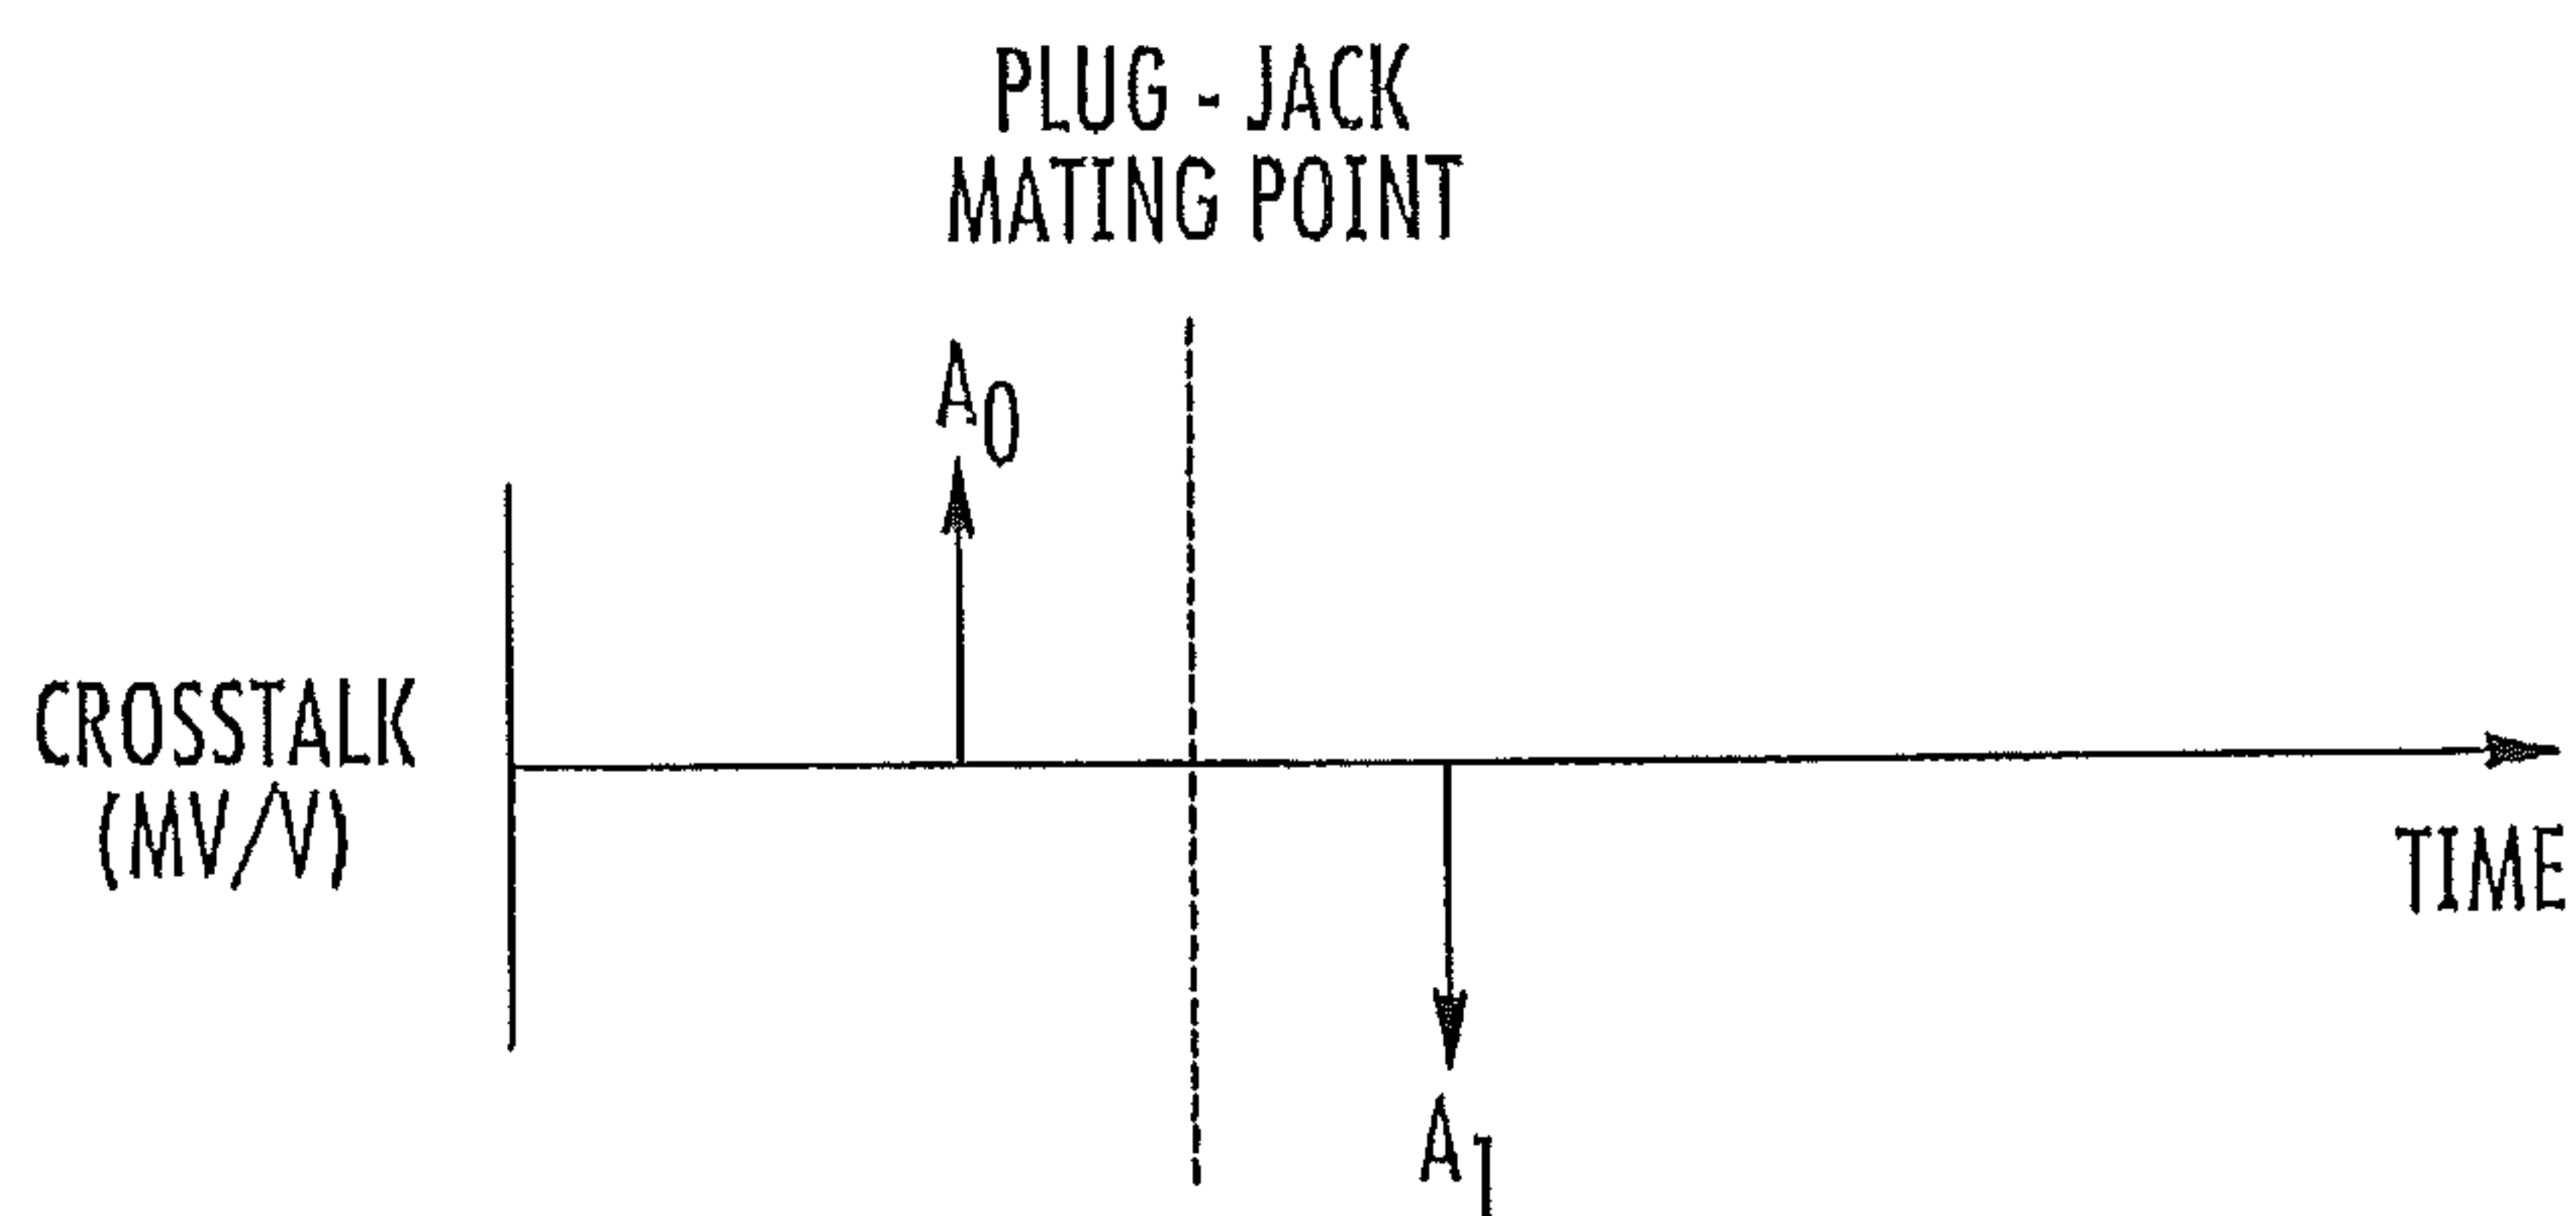 PLUG - JACK
MATING POINT
A0
CROSSTALK
(MV/V)
TIME
A1